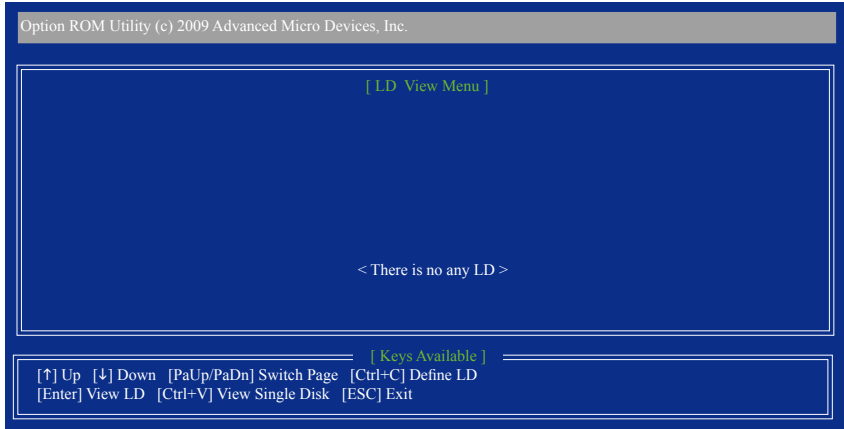 Option ROM Utility (c) 2009 Advanced Micro Devices, Inc.
[ LD  View Menu ]
< There is no any LD >
[ Keys Available ]
[↑] Up  [↓] Down  [PaUp/PaDn] Switch Page  [Ctrl+C] Define LD
[Enter] View LD  [Ctrl+V] View Single Disk  [ESC] Exit